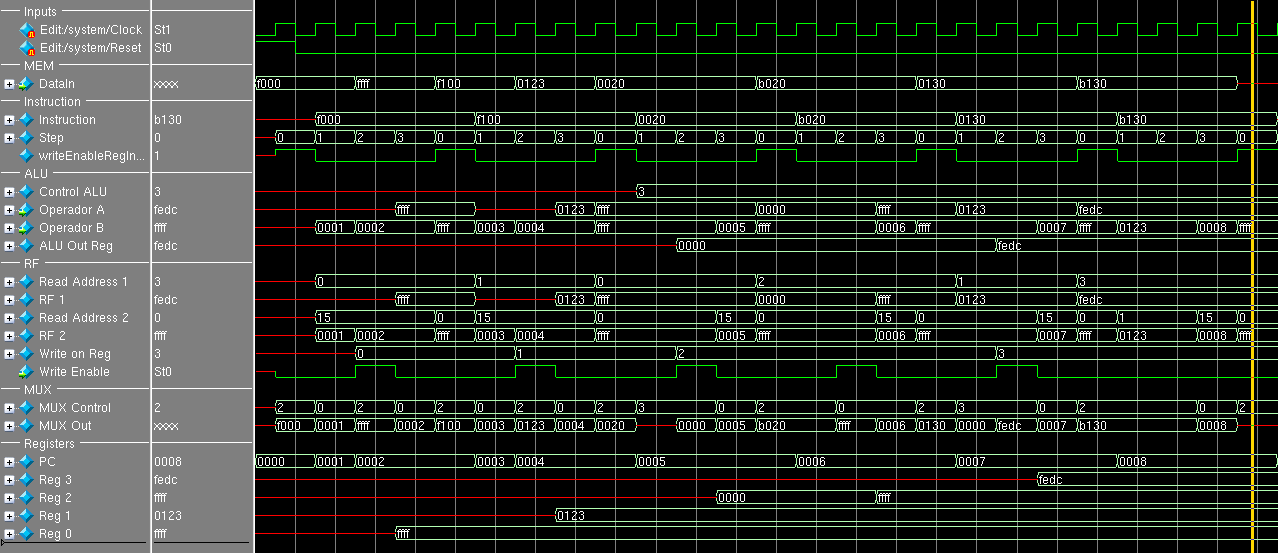 Inputs
Edit:/system/Clock St1
Edit:/system/Reset St0
MEM
DataIn xxxx f000 ffff f100 0123 0020 b020 0130 b130
Instruction
Instruction b130 f000 f100 0020 b020 0130 b130
Step 0 0 1 2 3 0 1 2 3 0 1 2 3 0 1 2 3 0 1 2 3 0 1 2 3 0
writeEnableRegIn... 1
ALU
Control ALU 3 3
Operador A fedc ffff 0123 ffff 0000 ffff 0123 fedc
Operador B ffff 0001 0002 ffff 0003 0004 ffff 0005 ffff 0006 ffff 0007 ffff 0123 0008 ffff
ALU Out Reg fedc 0000 fedc
RF
Read Address 1 3 0 1 0 2 1 3
RF 1 fedc ffff 0123 ffff 0000 ffff 0123 fedc
Read Address 2 0 15 0 15 0 15 0 15 0 15 0 1 15 0
RF 2 ffff 0001 0002 ffff 0003 0004 ffff 0005 ffff 0006 ffff 0007 ffff 0123 0008 ffff
Write on Reg 3 0 1 2 3
Write Enable St0
MUX
MUX Control 2 2 0 2 0 2 0 2 0 2 3 0 2 0 2 3 0 2 0 2
MUX Out xxxx f000 0001 ffff 0002 f100 0003 0123 0004 0020 0000 0005 b020 ffff 0006 0130 0000 fedc 0007 b130 0008
Registers
PC 0008 0000 0001 0002 0003 0004 0005 0006 0007 0008
Reg 3 fedc fedc
Reg 2 ffff 0000 ffff
Reg 1 0123 0123
Reg 0 ffff ffff